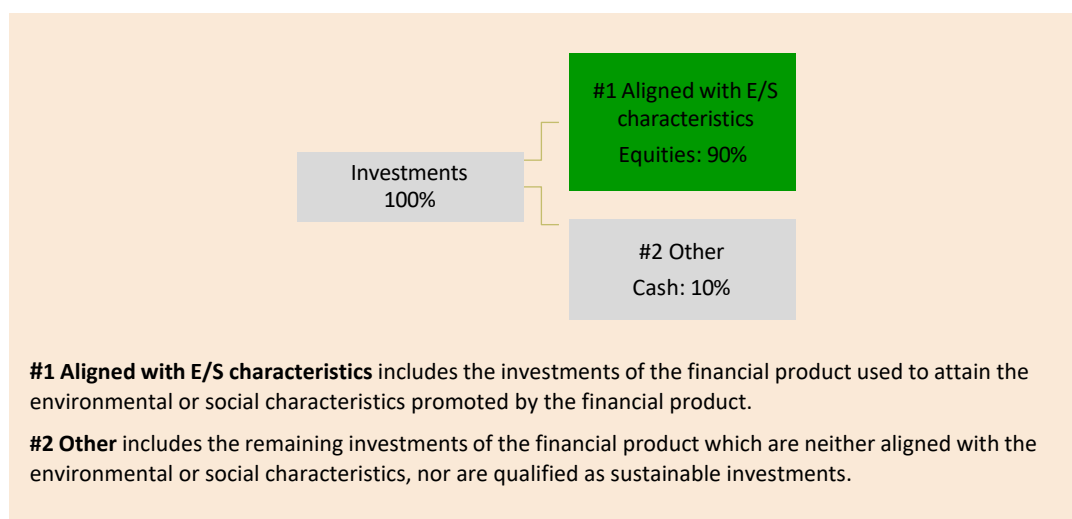 #1 Aligned with E/S
characteristics
Equities: 90%
Investments
100%
#2 Other
Cash: 10%
#1 Aligned with E/S characteristics includes the investments of the financial product used to attain the
environmental or social characteristics promoted by the financial product.
#2 Other includes the remaining investments of the financial product which are neither aligned with the
environmental or social characteristics, nor are qualified as sustainable investments.